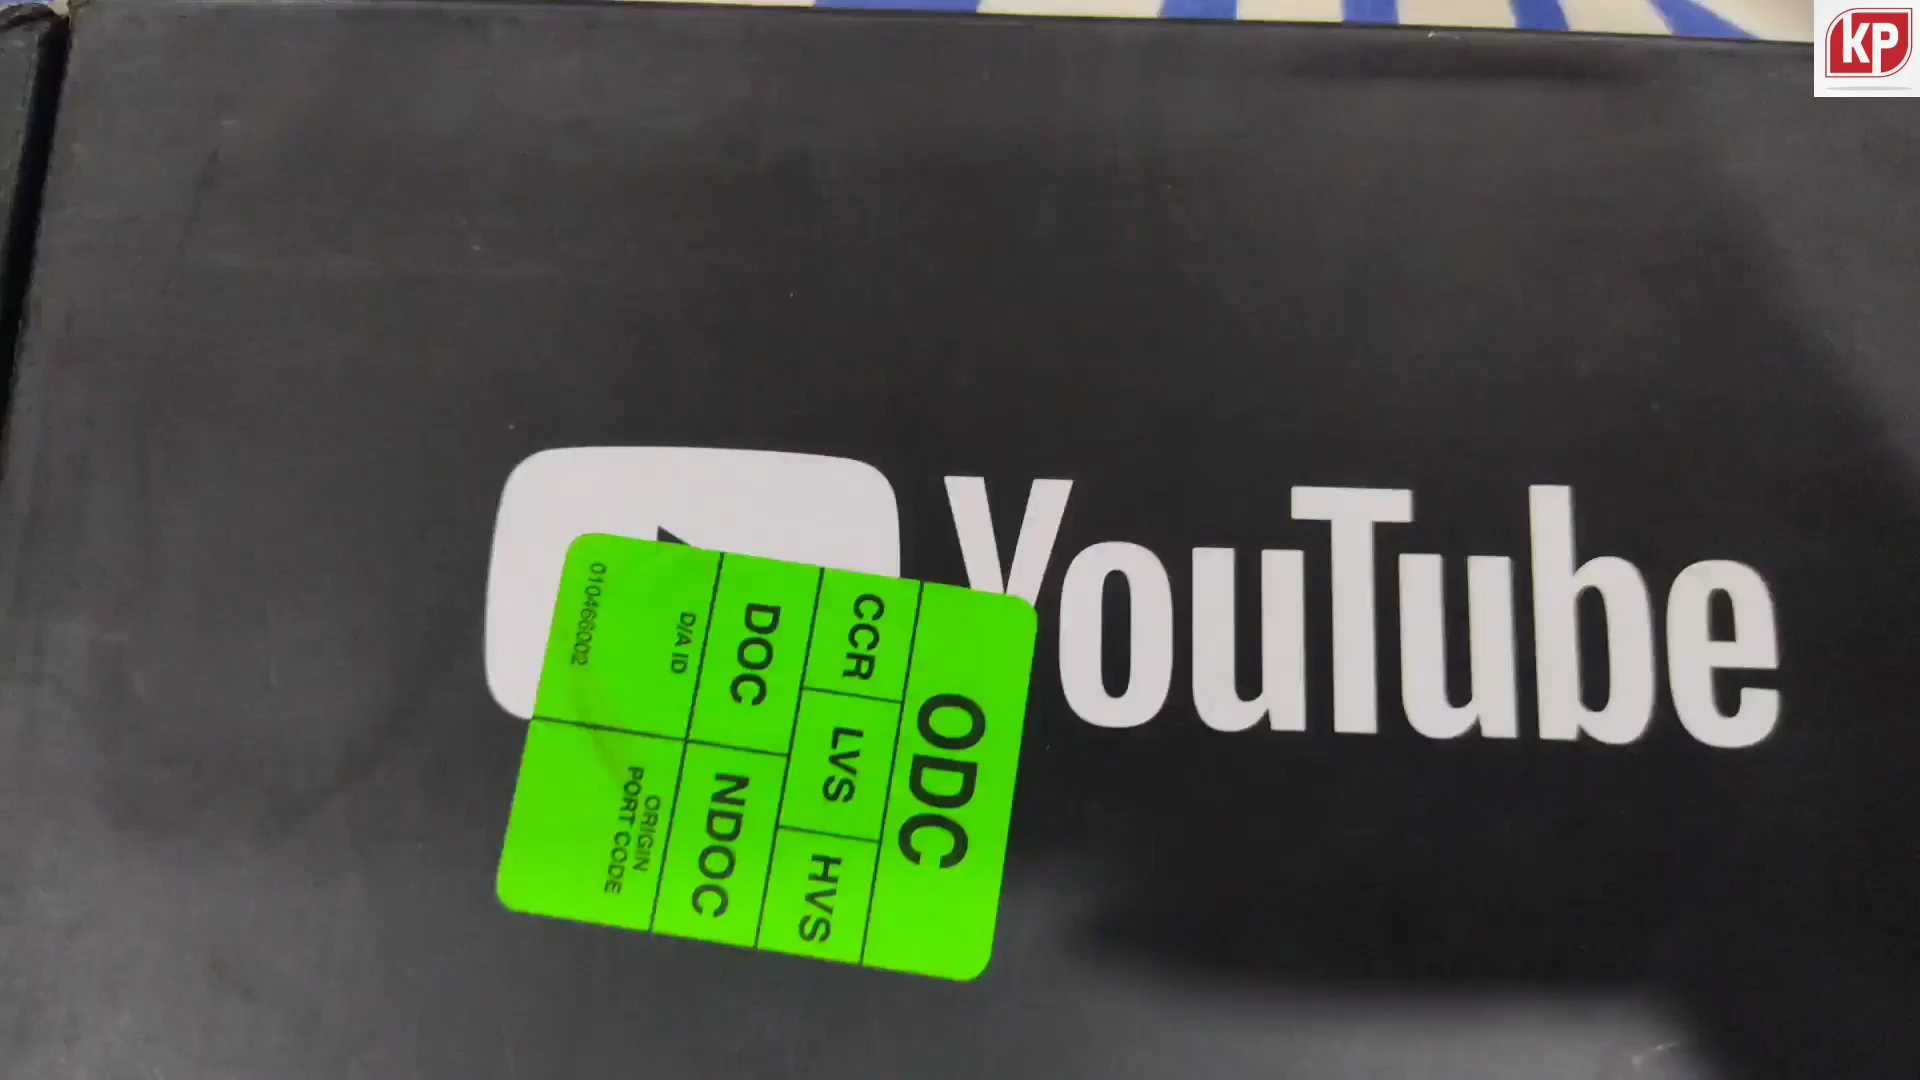 KP
YouTube
ODC
CCR LVS HVS
DOC NDOC
D/A ID
ORIGIN
PORT CODE
010466002